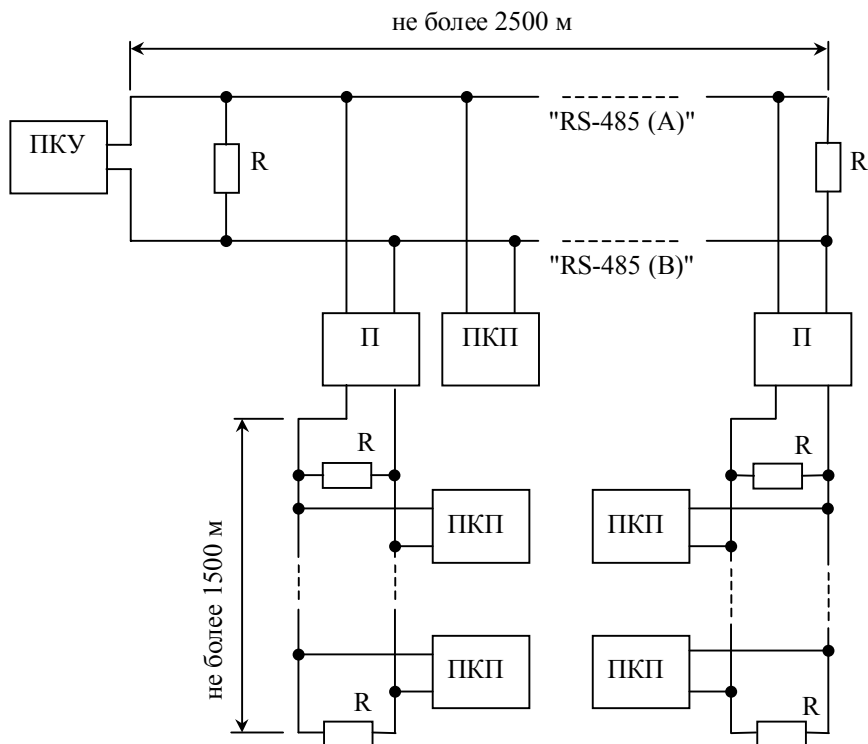 не более 2500 м
"RS-485 (A)"
ПКУ
R
R
"RS-485 (B)"
П
ПКП
П
не более 1500 м
R
R
ПКП
ПКП
ПКП
ПКП
R
R